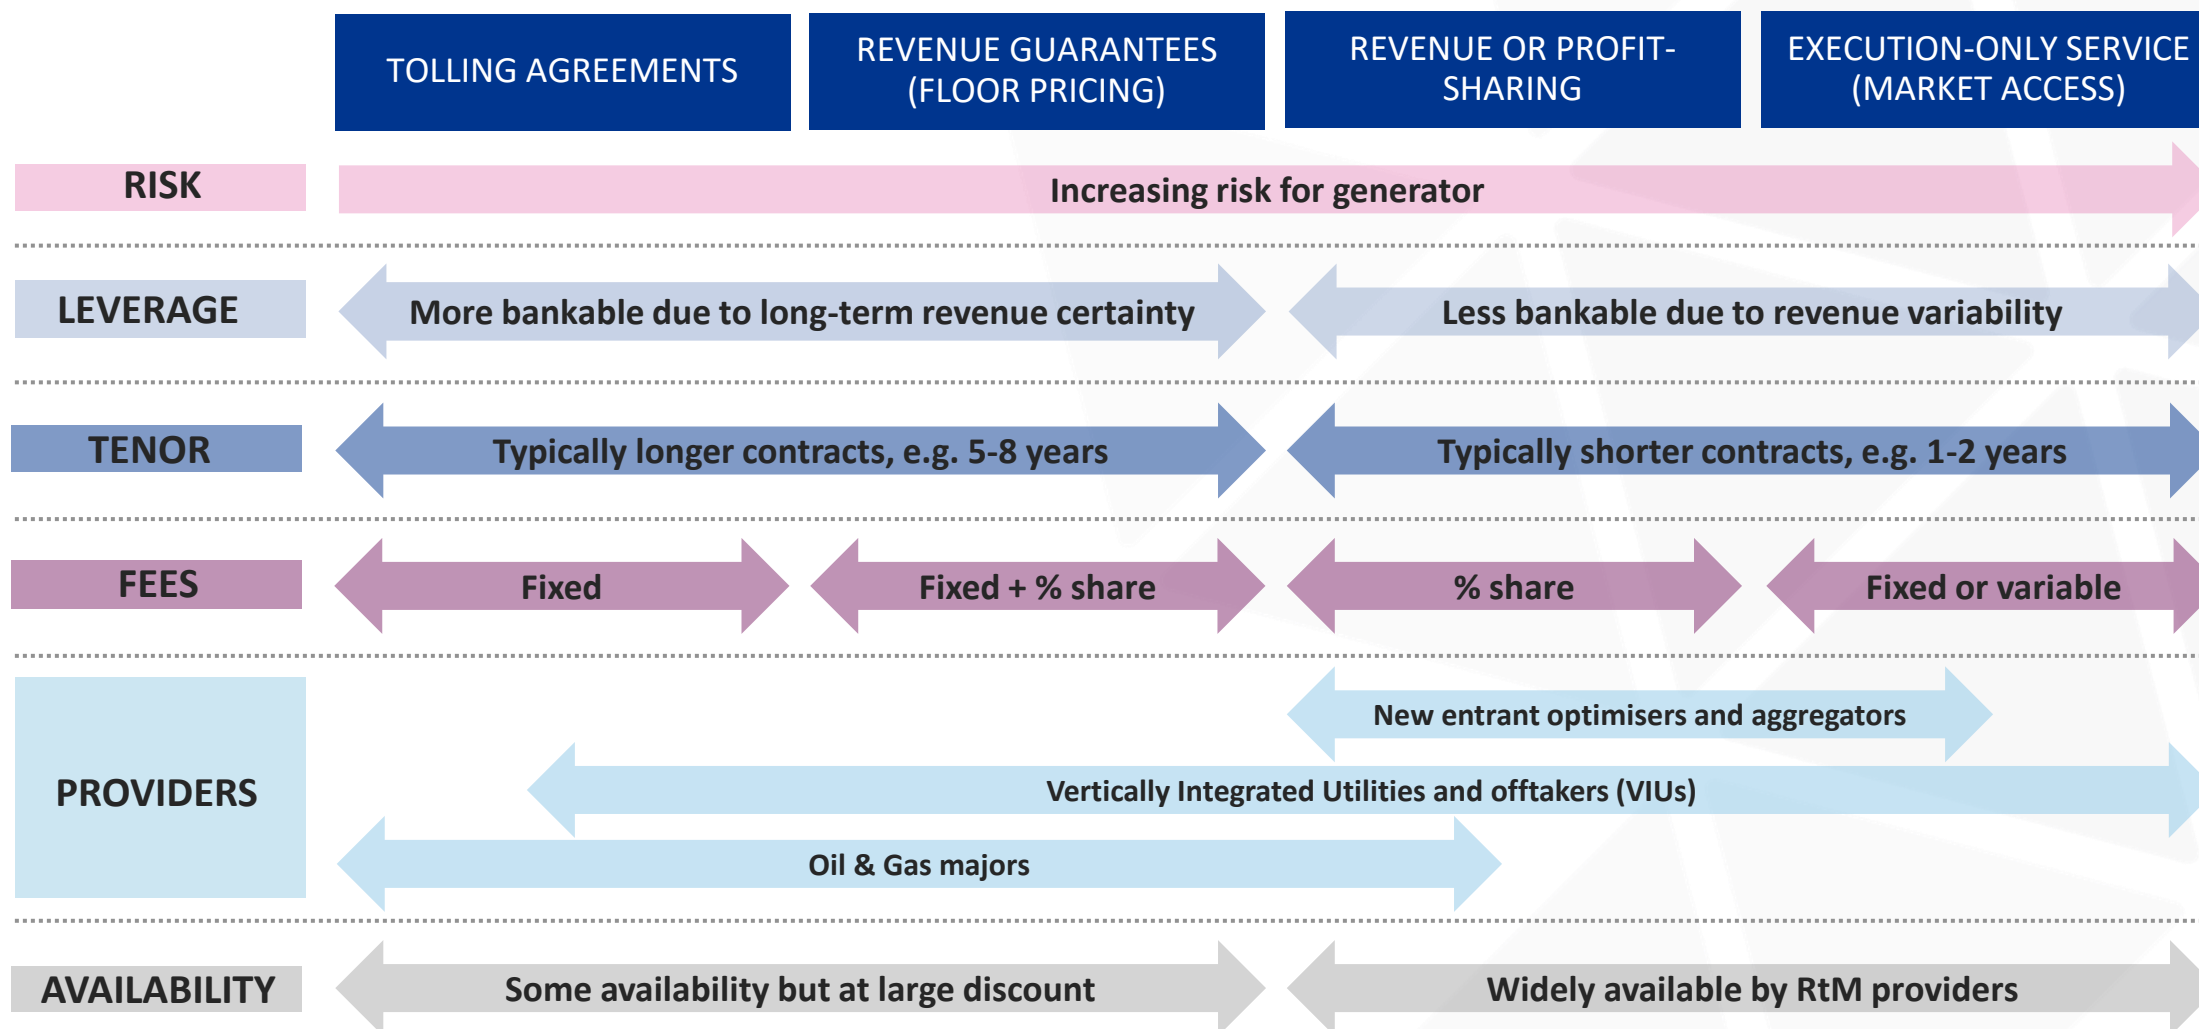 TOLLING AGREEMENTS
REVENUE GUARANTEES
(FLOOR PRICING)
REVENUE OR PROFIT-
SHARING
EXECUTION-ONLY SERVICE
(MARKET ACCESS)
RISK
Increasing risk for generator
LEVERAGE
More bankable due to long-term revenue certainty
Less bankable due to revenue variability
TENOR
Typically longer contracts, e.g. 5-8 years
Typically shorter contracts, e.g. 1-2 years
FEES
Fixed
Fixed + % share
% share
Fixed or variable
PROVIDERS
New entrant optimisers and aggregators
Vertically Integrated Utilities and offtakers (VIUs)
Oil & Gas majors
AVAILABILITY
Some availability but at large discount
Widely available by RtM providers